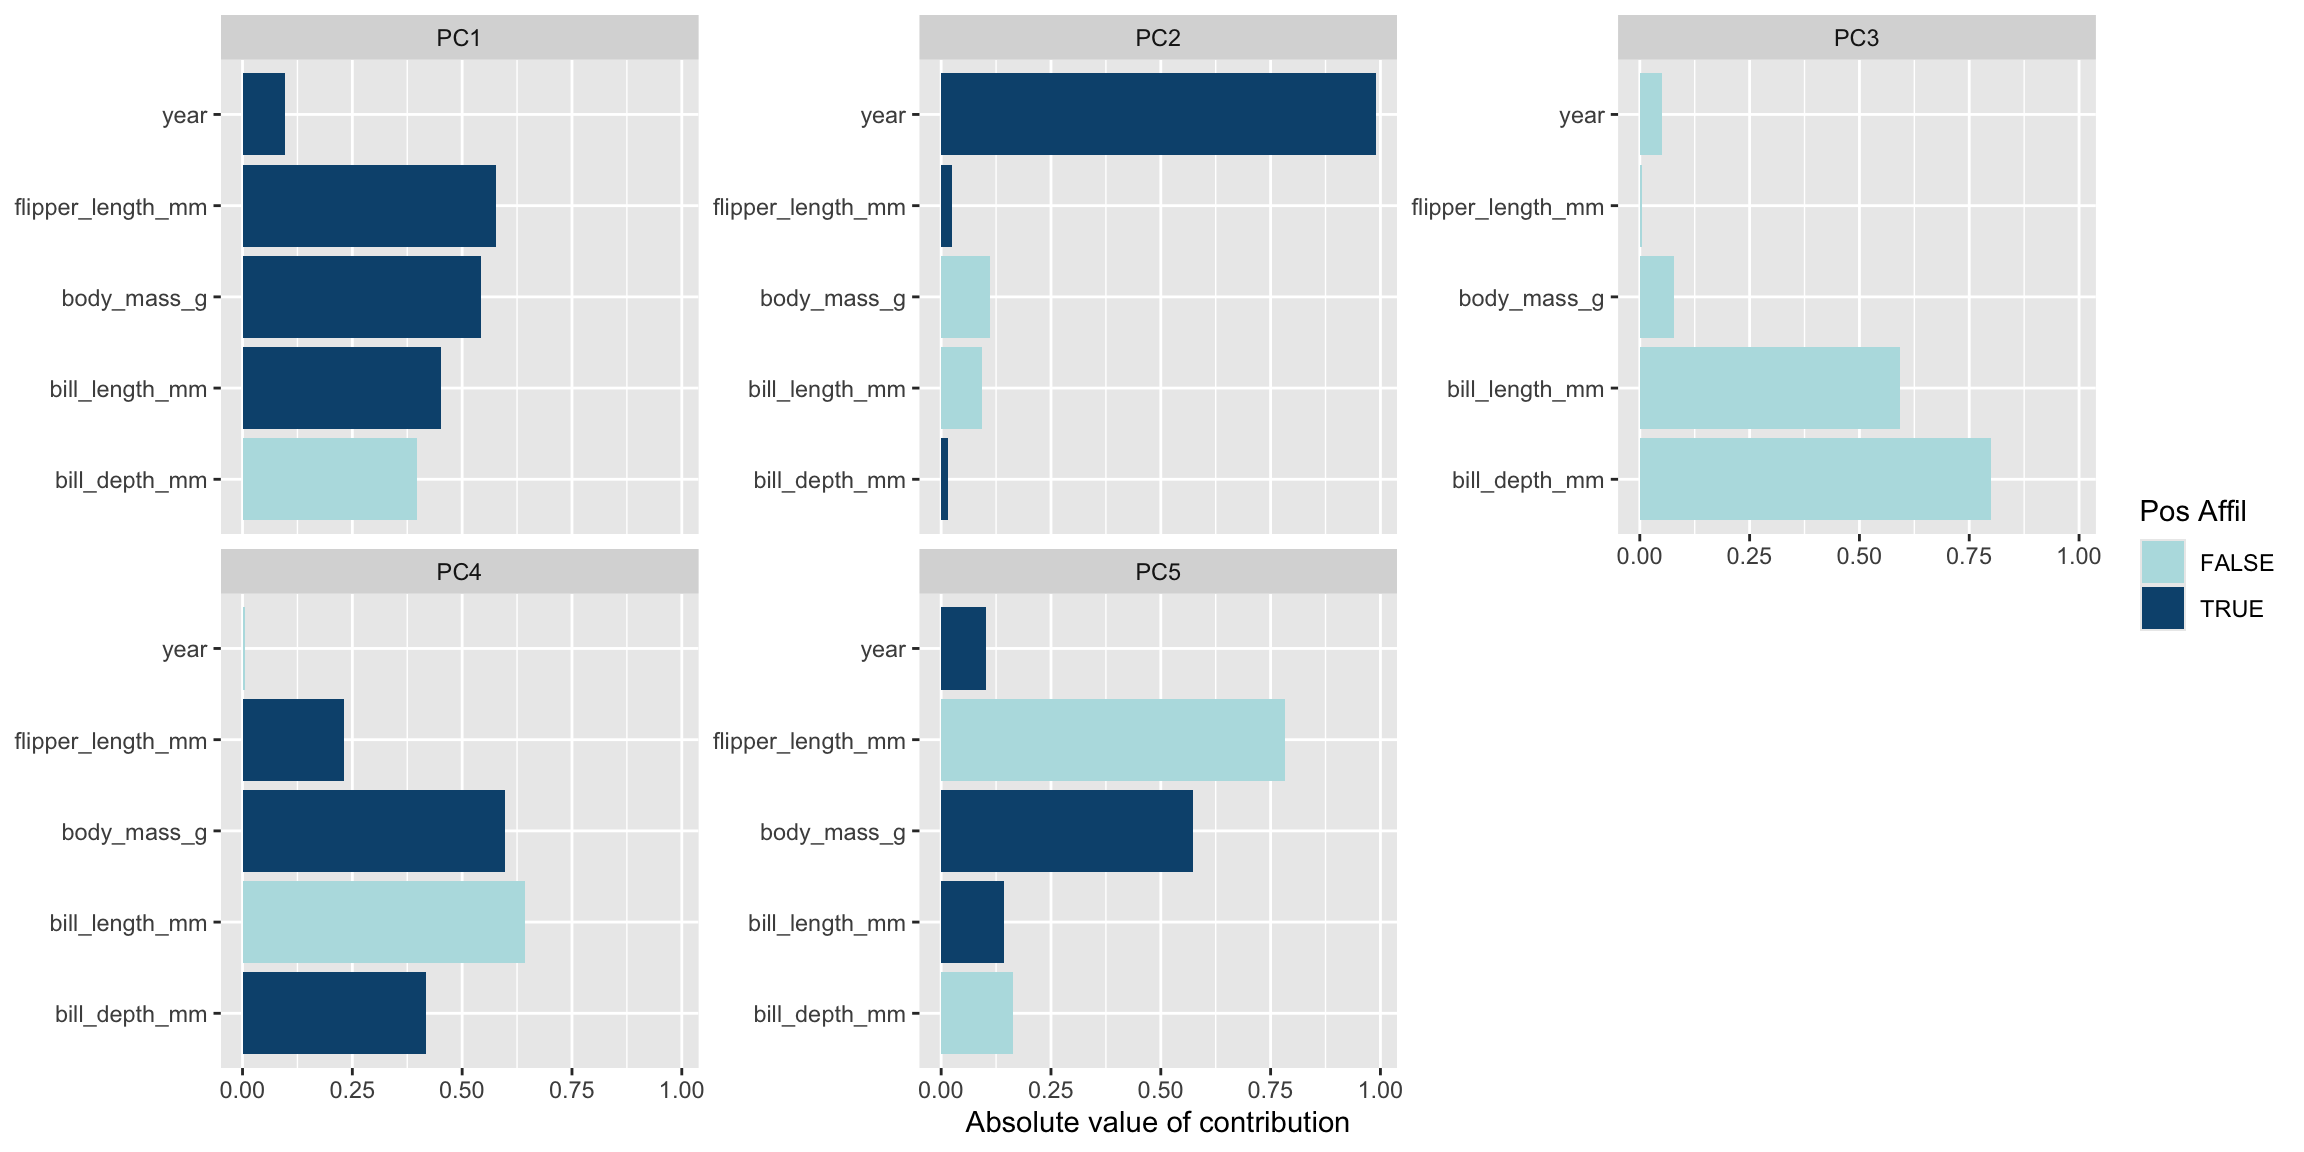 PC1
year
flipper_length_mm
body_mass_g
bill_length_mm
bill_depth_mm
PC2
year
flipper_length_mm
body_mass_g
bill_length_mm
bill_depth_mm
PC3
year
flipper_length_mm
body_mass_g
bill_length_mm
bill_depth_mm
0.00 0.25 0.50 0.75 1.00
PC4
year
flipper_length_mm
body_mass_g
bill_length_mm
bill_depth_mm
0.00 0.25 0.50 0.75 1.00
PC5
year
flipper_length_mm
body_mass_g
bill_length_mm
bill_depth_mm
0.00 0.25 0.50 0.75 1.00
Absolute value of contribution
Pos Affil
FALSE
TRUE